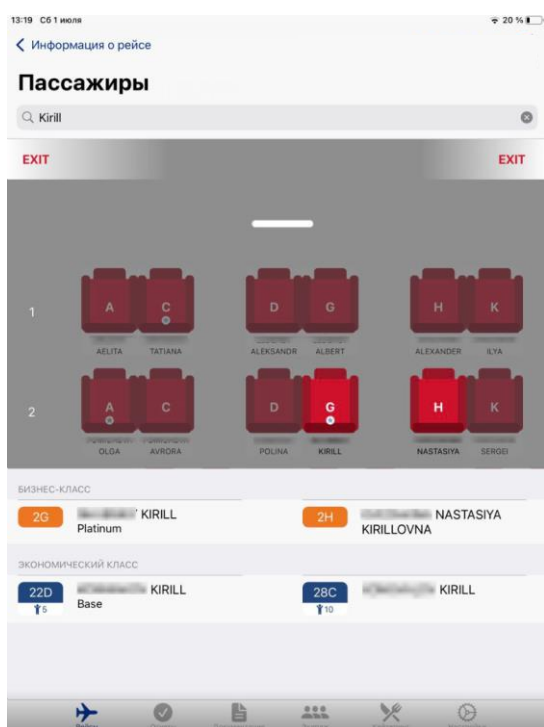 13:19 Сб 1 июля 20 %
Информация о рейсе
Пассажиры
Kirill
EXIT EXIT
1 A C D G H K
AELITA TATIANA ALEKSANDR ALBERT ALEXANDER ILYA
2 A C D G H K
OLGA AVRORA POLINA KIRILL NASTASIYA SERGEI
БИЗНЕС-КЛАСС
2G KIRILL 2H NASTASIYA
Platinum KIRILLOVNA
ЭКОНОМИЧЕСКИЙ КЛАСС
22D KIRILL 28C KIRILL
5 Base 10